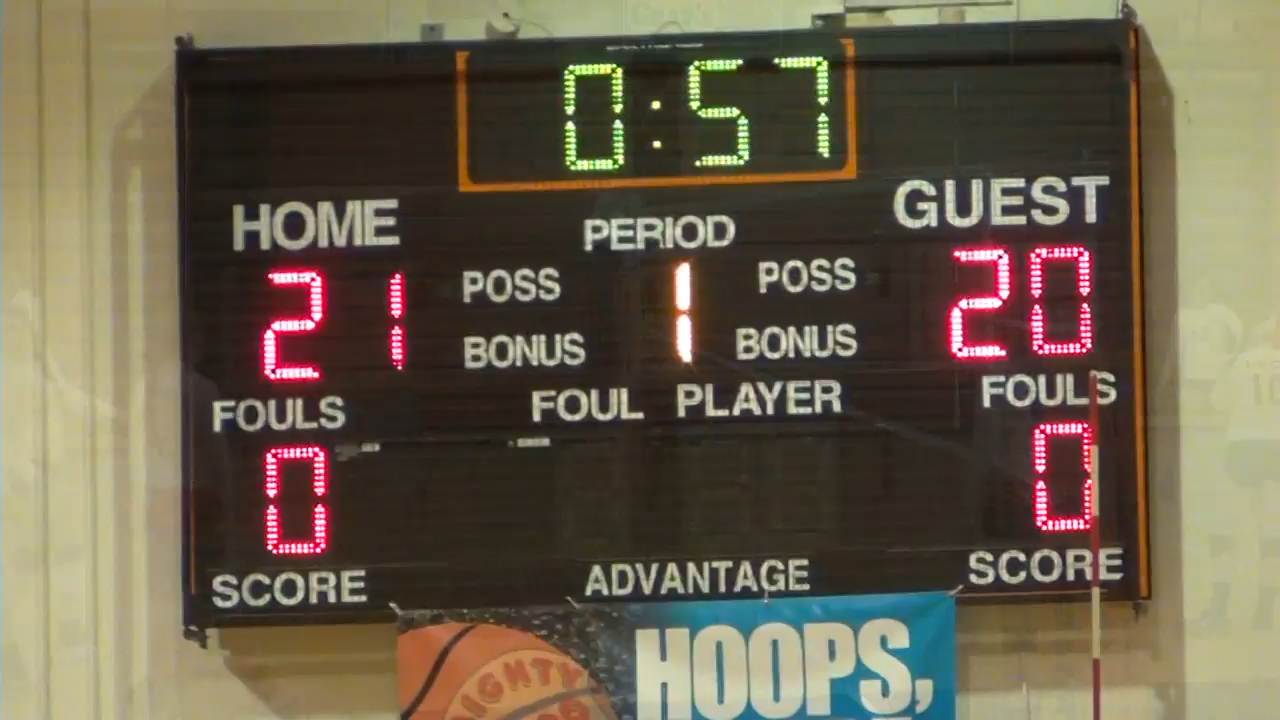 0:57
HOME PERIOD GUEST
21 POSS 1 POSS 20
BONUS BONUS
FOULS FOUL PLAYER FOULS
0 0
SCORE ADVANTAGE SCORE
HOOPS,